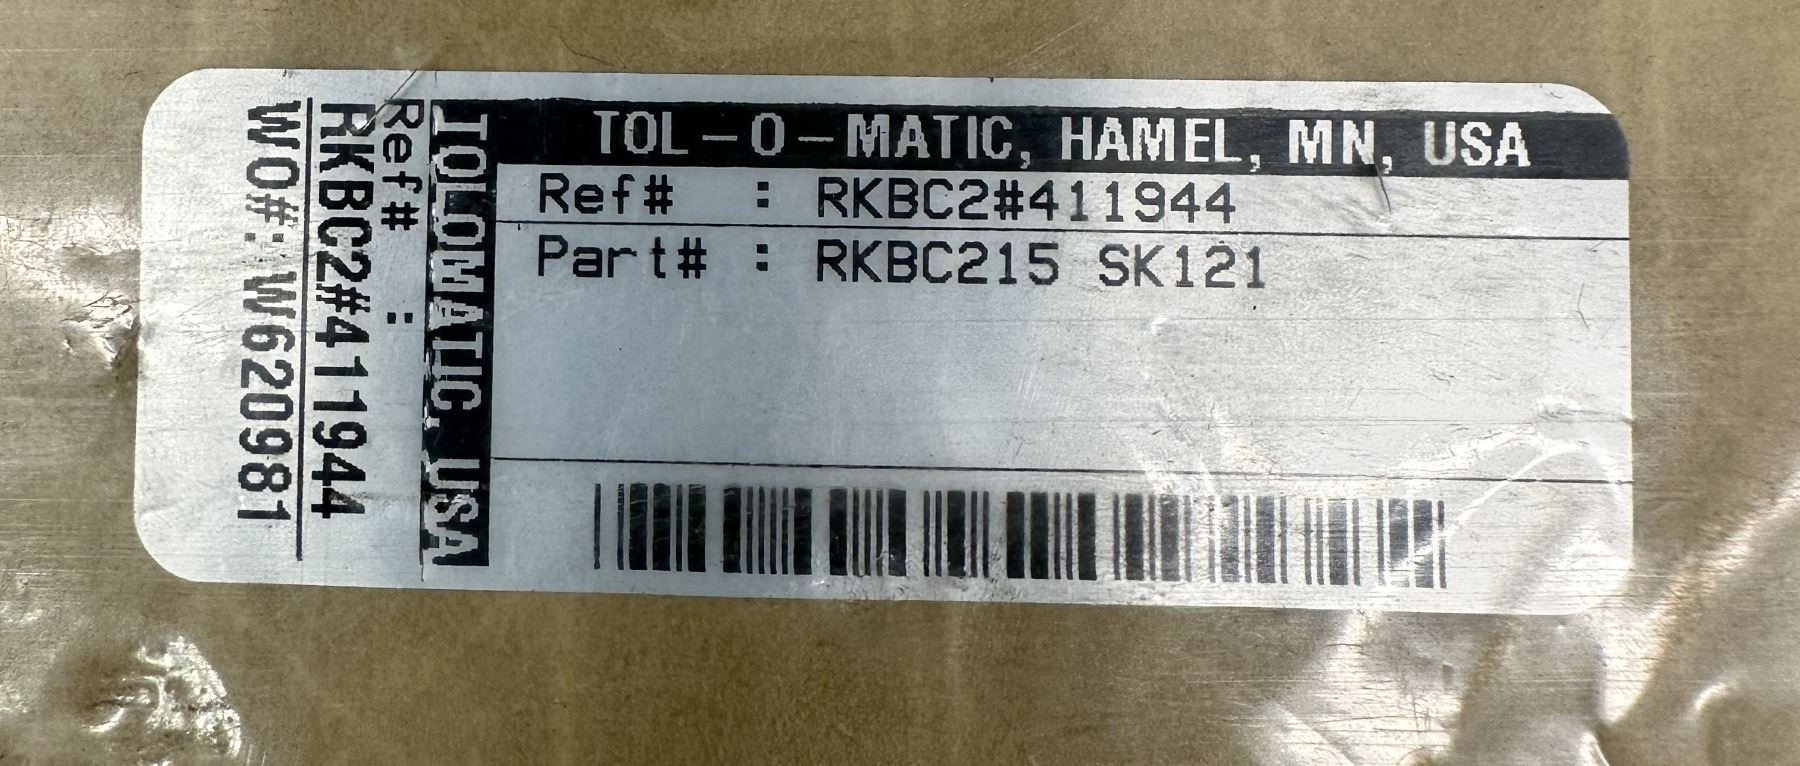 TOL-O-MATIC, HAMEL, MN, USA
Ref# : RKBC2#411944
Part# : RKBC215 SK121
TOLOMATIC, USA
Ref# :
RKBC2#411944
WO#: W620981